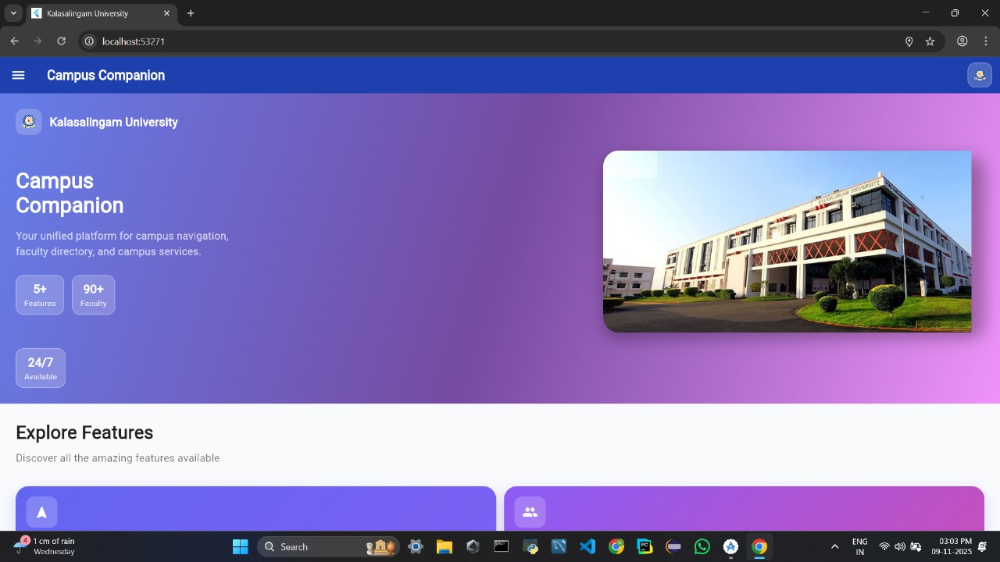 Kalasalingam University
localhost:53271
Campus Companion
Kalasalingam University
Campus
Companion
Your unified platform for campus navigation,
faculty directory, and campus services.
5+
Features
90+
Faculty
24/7
Available
KALASALINGAM UNIVERSITY
Explore Features
Discover all the amazing features available
4
1 cm of rain
Wednesday
Search
PC
ENG
IN
03:03 PM
09-11-2025